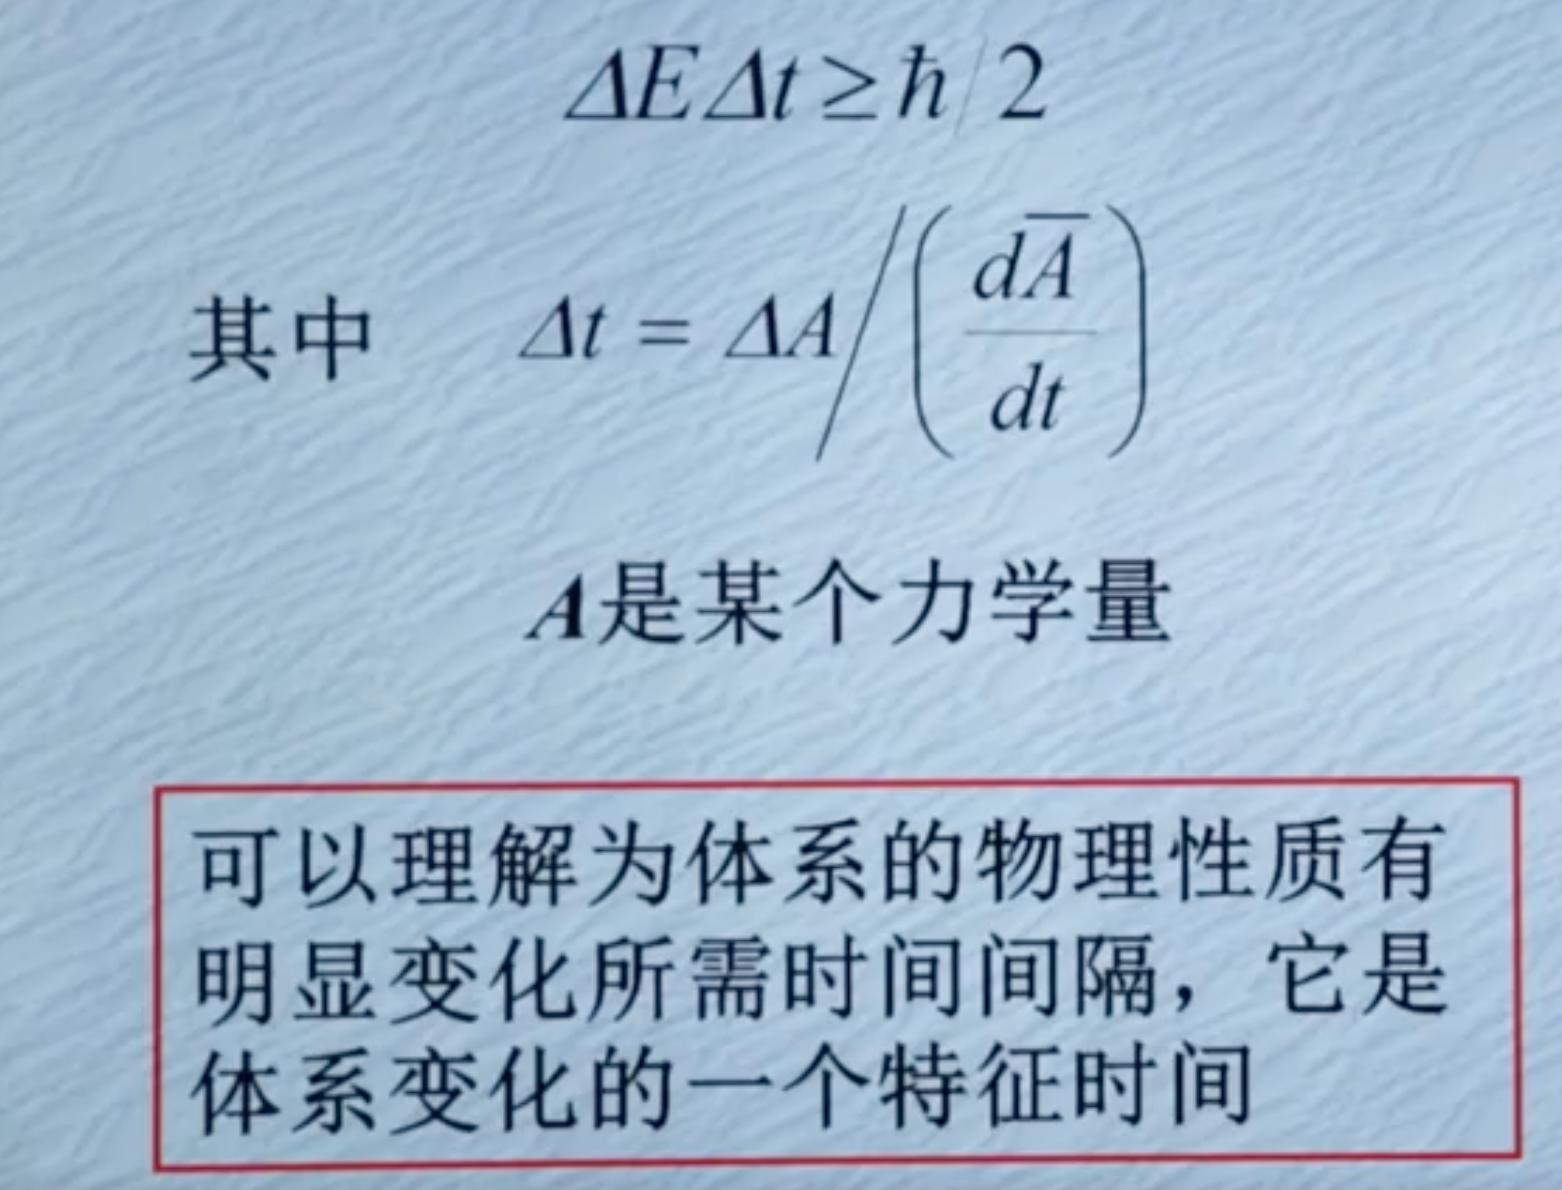 ΔEΔt ≥ ħ/2
其中 Δt = ΔA/(dA̅/dt)
A是某个力学量
可以理解为体系的物理性质有
明显变化所需时间间隔，它是
体系变化的一个特征时间